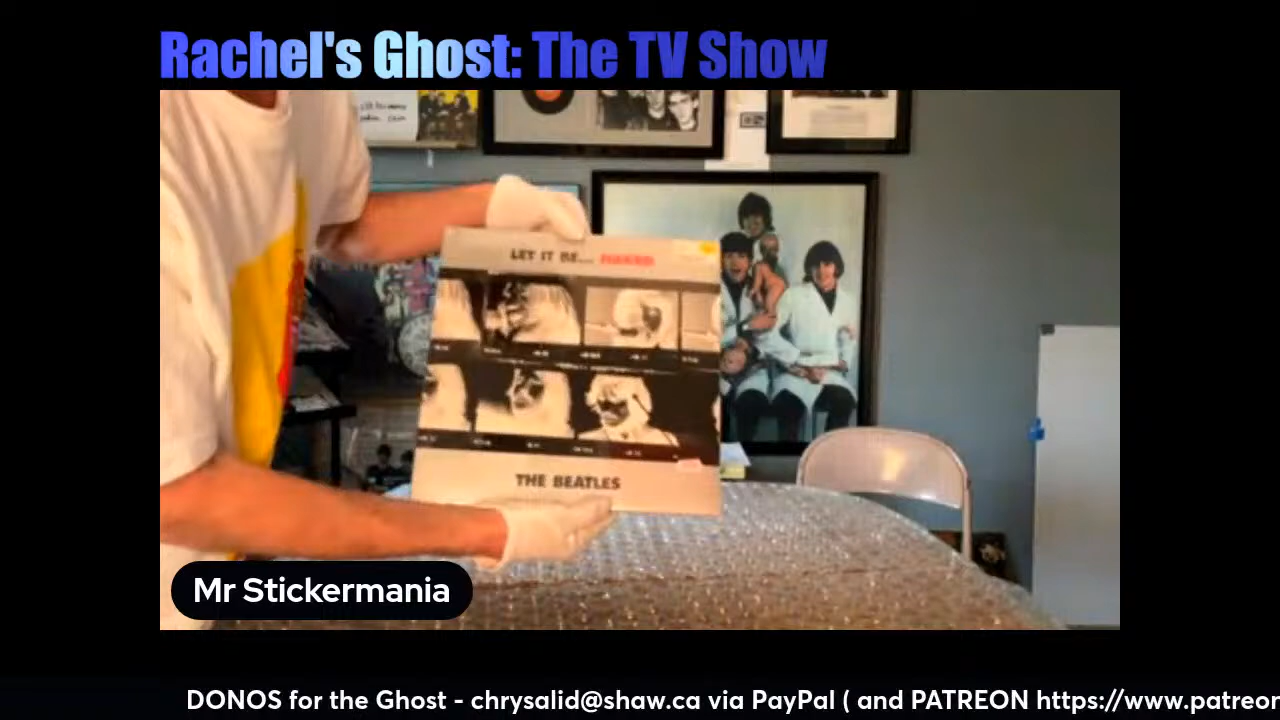 Rachel's Ghost: The TV Show
LET IT BE... NAKED
THE BEATLES
Mr Stickermania
DONOS for the Ghost - chrysalid@shaw.ca via PayPal ( and PATREON https://www.patreon